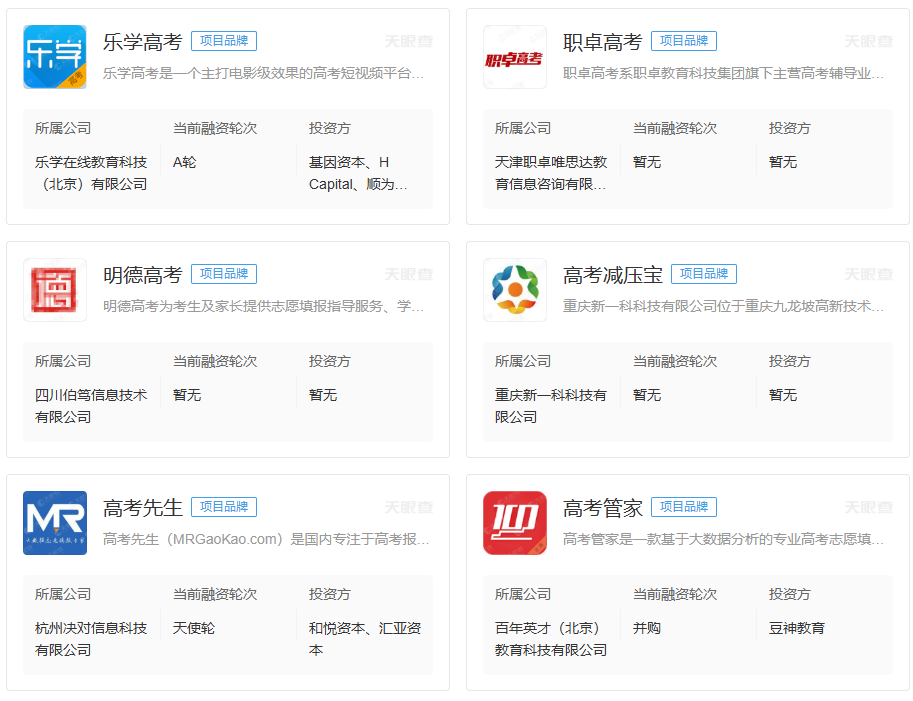 乐学
高考
乐学高考
项目品牌
天眼查
乐学高考是一个主打电影级效果的高考短视频平台...
所属公司
当前融资轮次
投资方
乐学在线教育科技
（北京）有限公司
A轮
基因资本、H
Capital、顺为...
职卓高考
职卓高考
项目品牌
天眼查
职卓高考系职卓教育科技集团旗下主营高考辅导业...
所属公司
当前融资轮次
投资方
天津职卓唯思达教
育信息咨询有限...
暂无
暂无
明德高考
项目品牌
天眼查
明德高考为考生及家长提供志愿填报指导服务、学...
所属公司
当前融资轮次
投资方
四川伯笃信息技术
有限公司
暂无
暂无
高考减压宝
项目品牌
天眼查
重庆新一科科技有限公司位于重庆九龙坡高新技术...
所属公司
当前融资轮次
投资方
重庆新一科科技有
限公司
暂无
暂无
MR
高考先生
项目品牌
天眼查
高考先生（MRGaoKao.com）是国内专注于高考报...
所属公司
当前融资轮次
投资方
杭州决对信息科技
有限公司
天使轮
和悦资本、汇亚资
本
100
高考管家
项目品牌
天眼查
高考管家是一款基于大数据分析的专业高考志愿填...
所属公司
当前融资轮次
投资方
百年英才（北京）
教育科技有限公司
并购
豆神教育